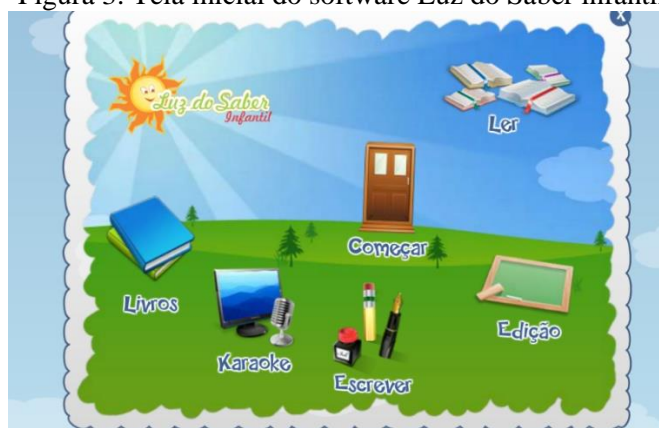 Figura 3: Tela inicial do software Luz do Saber Infantil
X
Luz do Saber
Infantil
Ler
Começar
Livros
Edição
Karaoke
Escrever